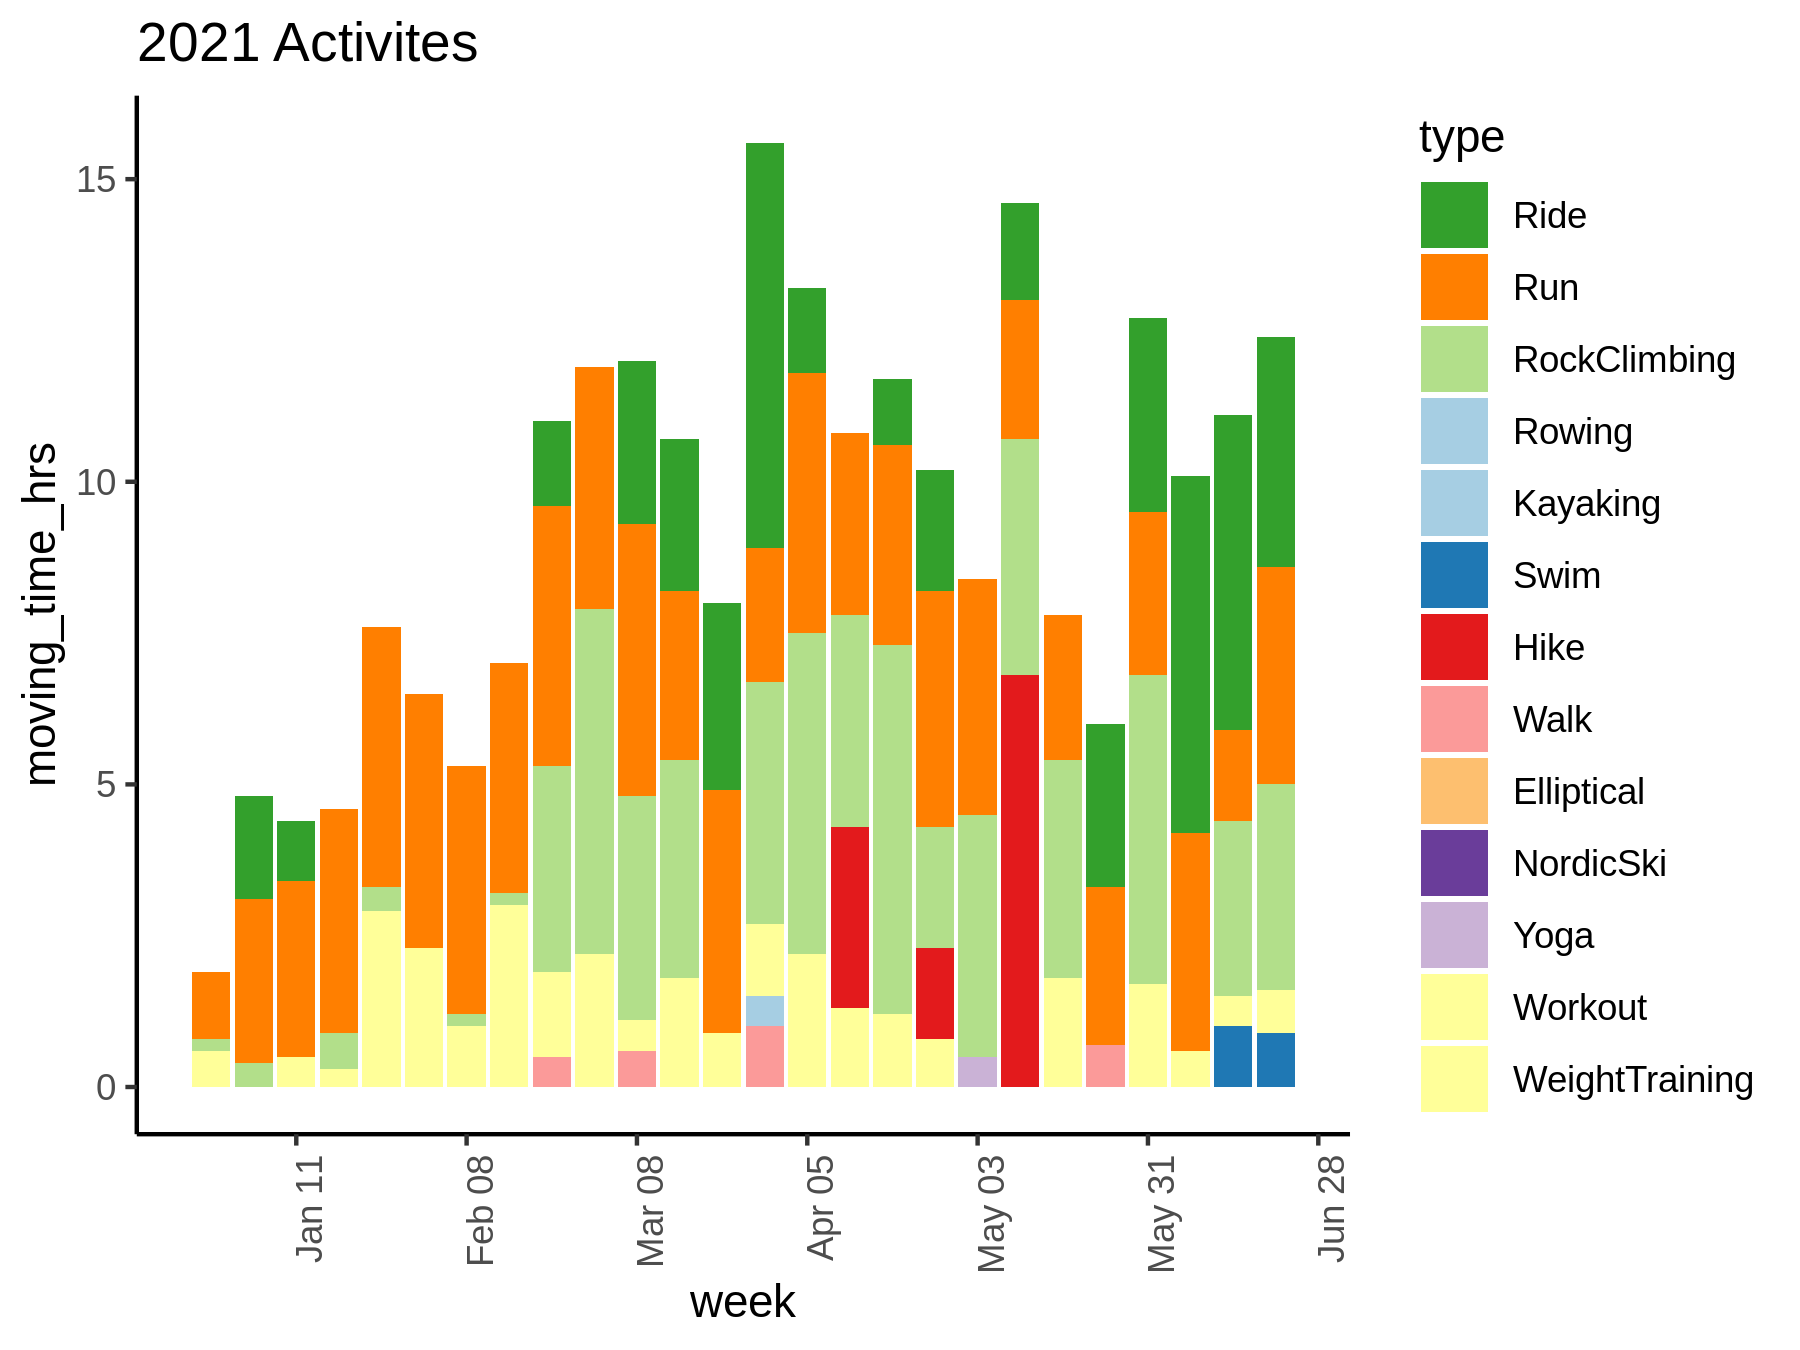 2021 Activites
moving_time_hrs
15
10
5
0
Jan 11
Feb 08
Mar 08
Apr 05
May 03
May 31
Jun 28
week
type
Ride
Run
RockClimbing
Rowing
Kayaking
Swim
Hike
Walk
Elliptical
NordicSki
Yoga
Workout
WeightTraining